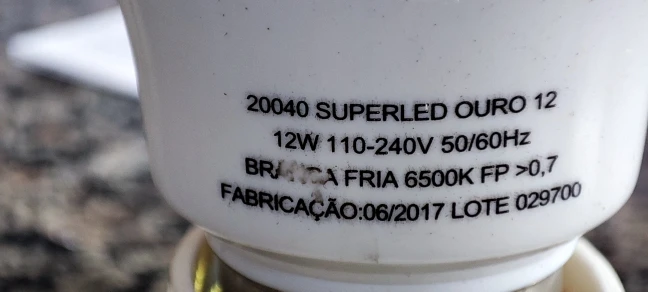 20040 SUPERLED OURO 12
12W 110-240V 50/60Hz
BRANCA FRIA 6500K FP >0,7
FABRICAÇÃO:06/2017 LOTE 029700